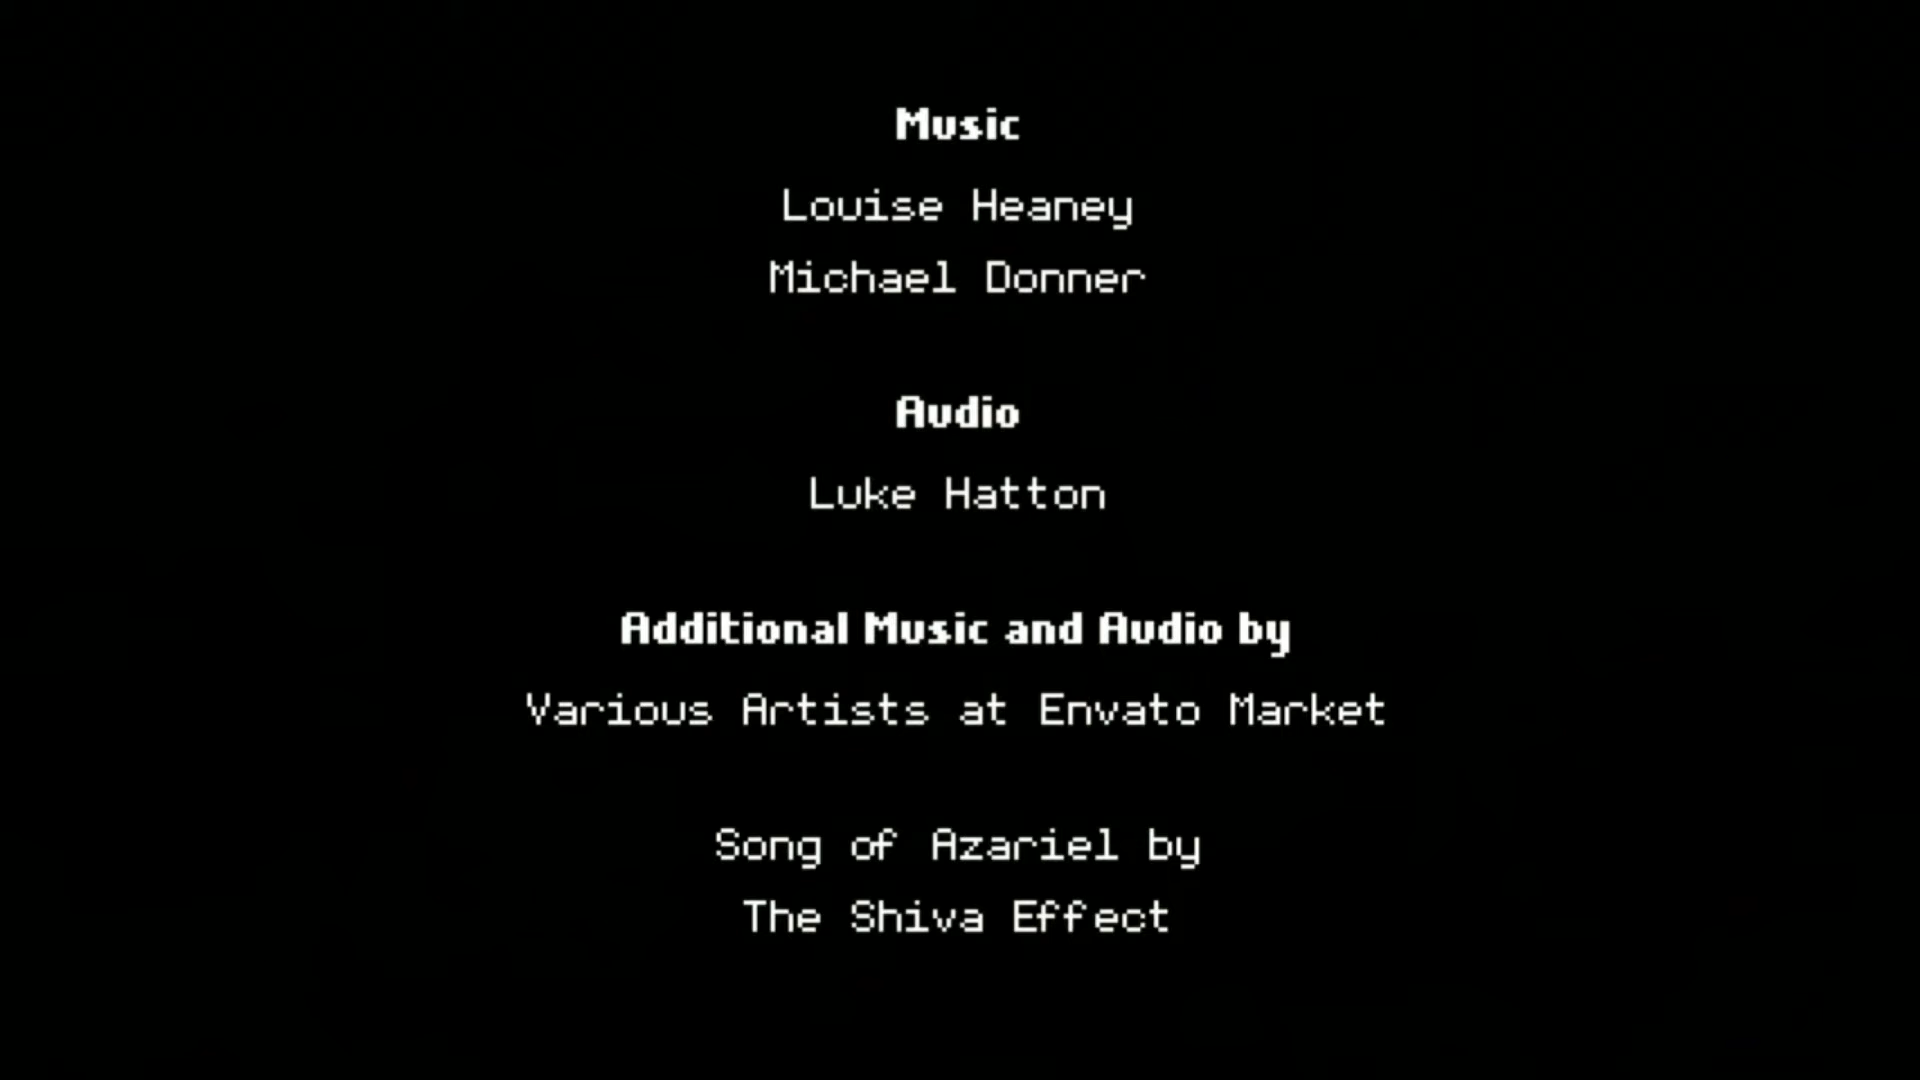 Music
Louise Heaney
Michael Donner
Audio
Luke Hatton
Additional Music and Audio by
Various Artists at Envato Market
Song of Azariel by
The Shiva Effect